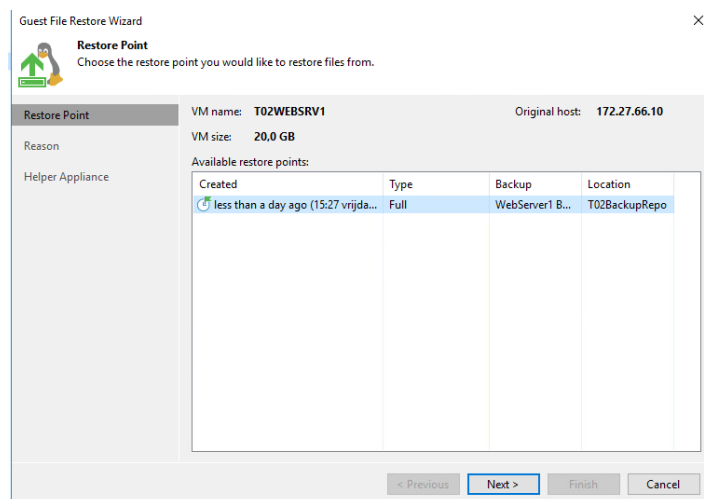 Guest File Restore Wizard
Restore Point
Choose the restore point you would like to restore files from.
Restore Point
Reason
Helper Appliance
VM name: T02WEBSRV1 Original host: 172.27.66.10
VM size: 20,0 GB
Available restore points:
Created Type Backup Location
less than a day ago (15:27 vrijda... Full WebServer1 B... T02BackupRepo
< Previous Next > Finish Cancel